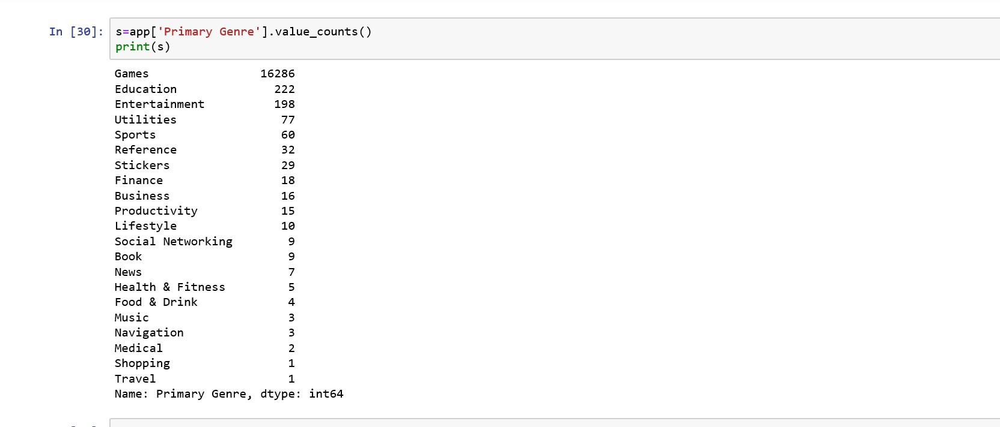 In [30]: s=app['Primary Genre'].value_counts()
print(s)
Games 16286
Education 222
Entertainment 198
Utilities 77
Sports 60
Reference 32
Stickers 29
Finance 18
Business 16
Productivity 15
Lifestyle 10
Social Networking 9
Book 9
News 7
Health & Fitness 5
Food & Drink 4
Music 3
Navigation 3
Medical 2
Shopping 1
Travel 1
Name: Primary Genre, dtype: int64